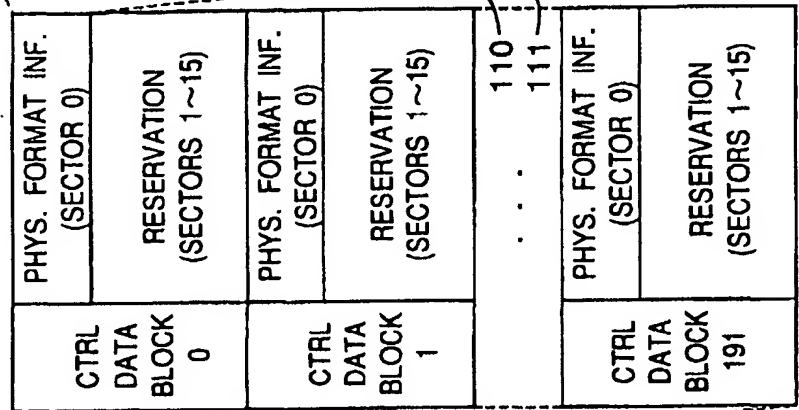 CTRL
DATA
BLOCK
0
PHYS. FORMAT INF.
(SECTOR 0)
RESERVATION
(SECTORS 1~15)
CTRL
DATA
BLOCK
1
PHYS. FORMAT INF.
(SECTOR 0)
RESERVATION
(SECTORS 1~15)
. . .
110
111
CTRL
DATA
BLOCK
191
PHYS. FORMAT INF.
(SECTOR 0)
RESERVATION
(SECTORS 1~15)